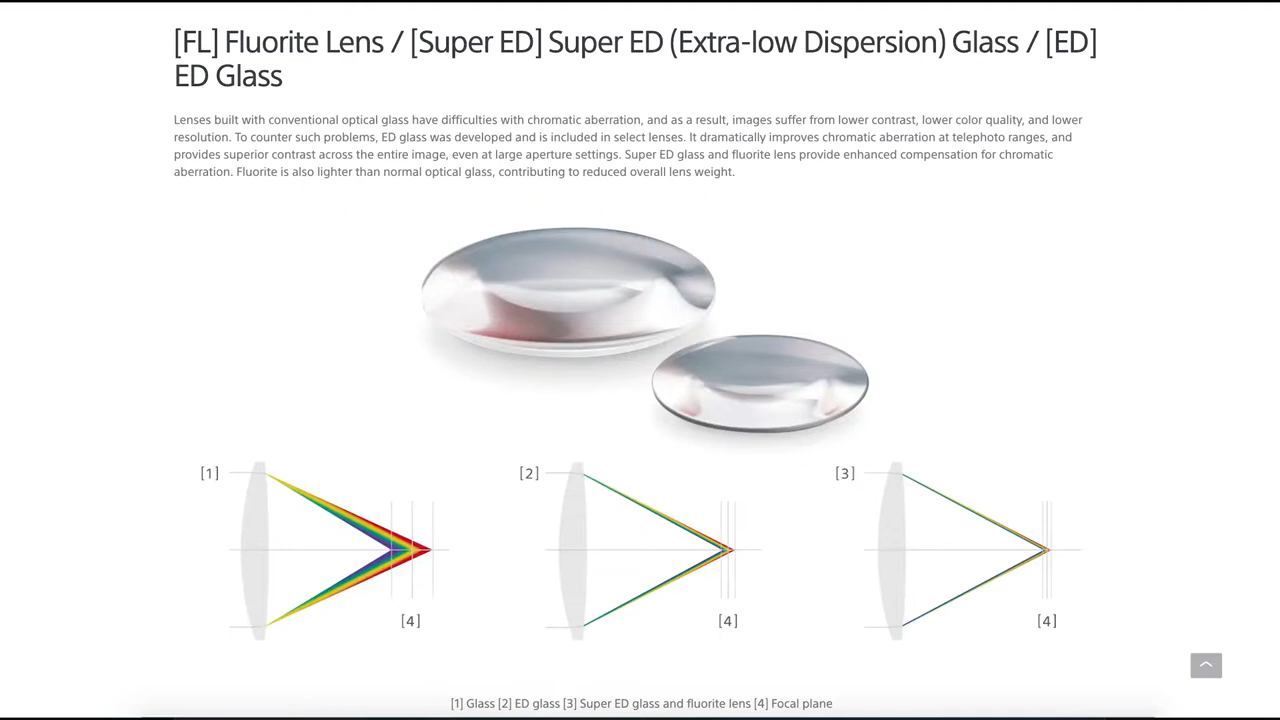 [FL] Fluorite Lens / [Super ED] Super ED (Extra-low Dispersion) Glass / [ED]
ED Glass
Lenses built with conventional optical glass have difficulties with chromatic aberration, and as a result, images suffer from lower contrast, lower color quality, and lower
resolution. To counter such problems, ED glass was developed and is included in select lenses. It dramatically improves chromatic aberration at telephoto ranges, and
provides superior contrast across the entire image, even at large aperture settings. Super ED glass and fluorite lens provide enhanced compensation for chromatic
aberration. Fluorite is also lighter than normal optical glass, contributing to reduced overall lens weight.
[1]
[2]
[3]
[4]
[4]
[4]
[1] Glass [2] ED glass [3] Super ED glass and fluorite lens [4] Focal plane